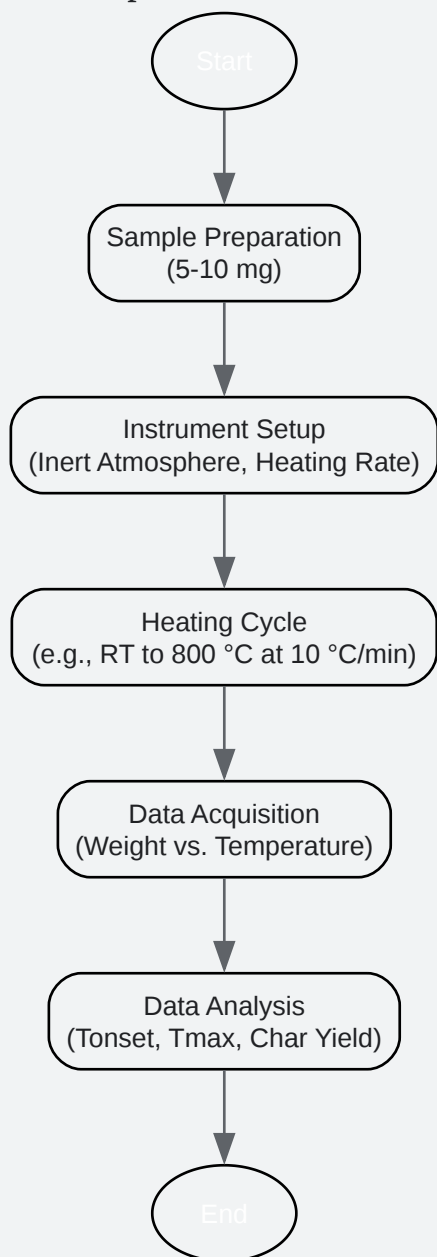 Start
Sample Preparation
(5-10 mg)
Instrument Setup
(Inert Atmosphere, Heating Rate)
Heating Cycle
(e.g., RT to 800 °C at 10 °C/min)
Data Acquisition
(Weight vs. Temperature)
Data Analysis
(Tonset, Tmax, Char Yield)
End